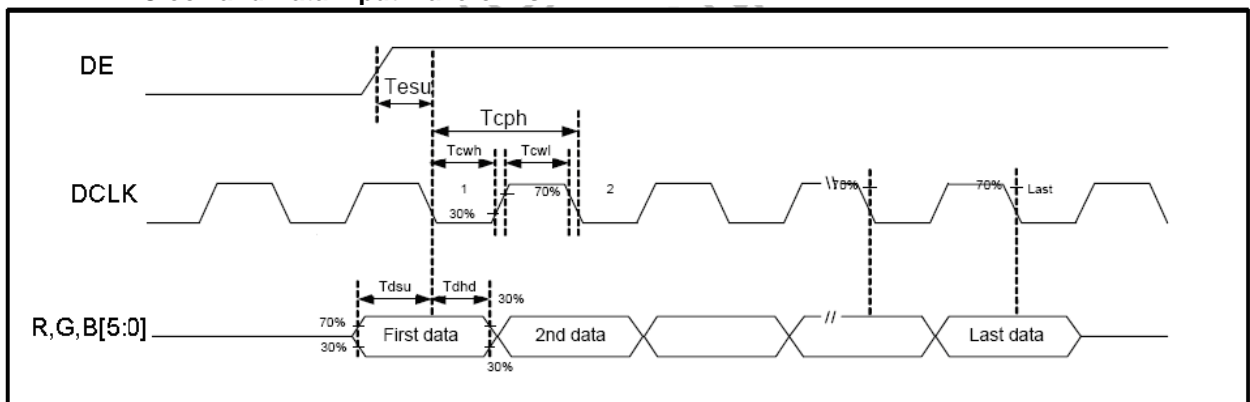 DE
Tesu
Tcph
Tcwh Tcwl
DCLK
1
70%
2
70%
70%
Last
30%
Tdsu Tdhd
30%
R,G,B[5:0]
70%
First data
2nd data
//
Last data
30%
30%